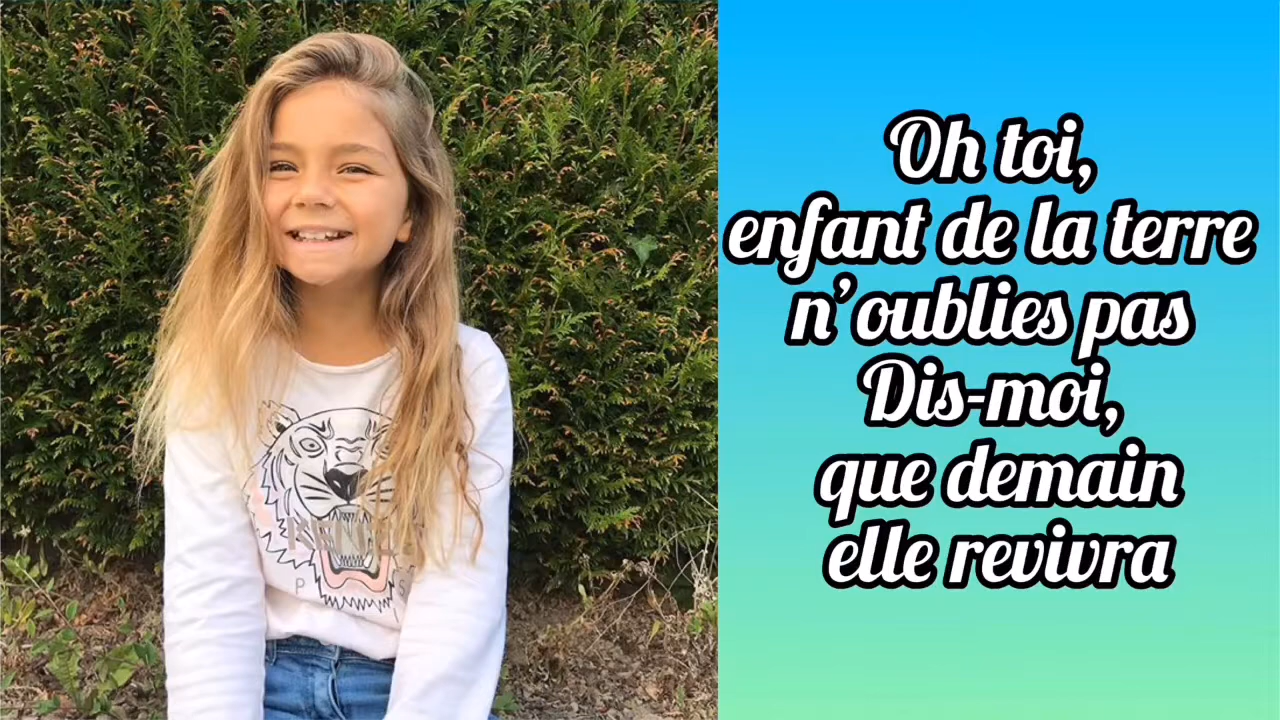 Oh toi,
enfant de la terre
n'oublies pas
Dis-moi,
que demain
elle revivra